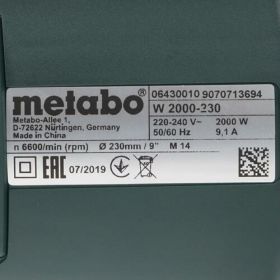 metabo
06430010 9070713694
W 2000-230
Metabo-Allee 1,
D-72622 Nürtingen, Germany
Made in China
220-240 V~ 2000 W
50/60 Hz 9,1 A
n 6600/min (rpm) Ø 230mm / 9" M 14
EAC 07/2019